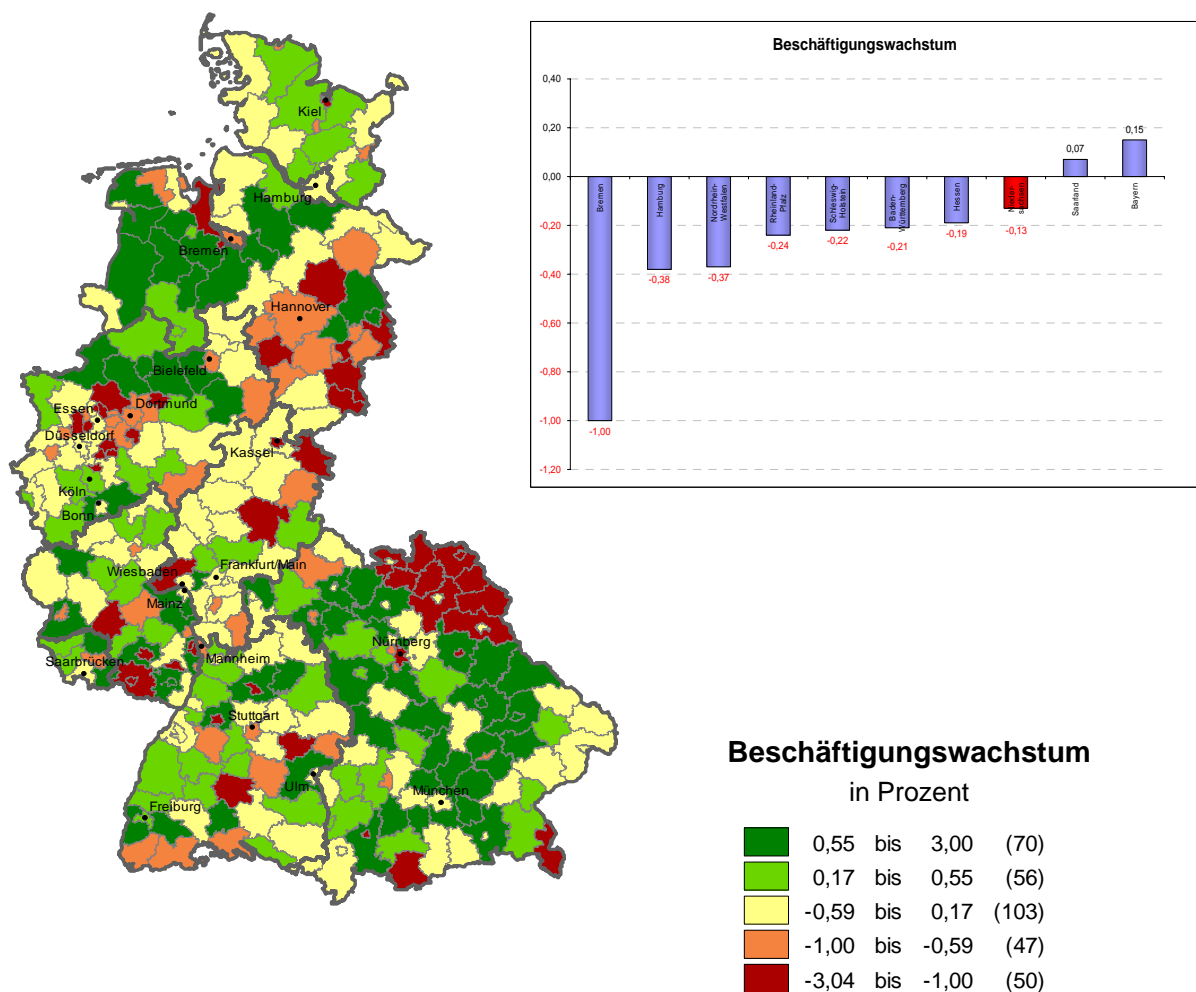 Beschäftigungswachstum
0,40
0,20
0,00
-0,20
-0,40
-0,60
-0,80
-1,00
-1,20
Bremen
Hamburg
Nordrhein-
Westfalen
Rheinland-
Pfalz
Schleswig-
Holstein
Baden-
Württemberg
Hessen
Nieder-
sachsen
Saarland
Bayern
-1,00
-0,38
-0,37
-0,24
-0,22
-0,21
-0,19
-0,13
0,07
0,15
Kiel
Hamburg
Bremen
Hannover
Bielefeld
Essen
Dortmund
Düsseldorf
Kassel
Köln
Bonn
Wiesbaden
Frankfurt/Main
Mainz
Saarbrücken
Mannheim
Nürnberg
Stuttgart
Ulm
München
Freiburg
Beschäftigungswachstum
in Prozent
0,55 bis 3,00 (70)
0,17 bis 0,55 (56)
-0,59 bis 0,17 (103)
-1,00 bis -0,59 (47)
-3,04 bis -1,00 (50)